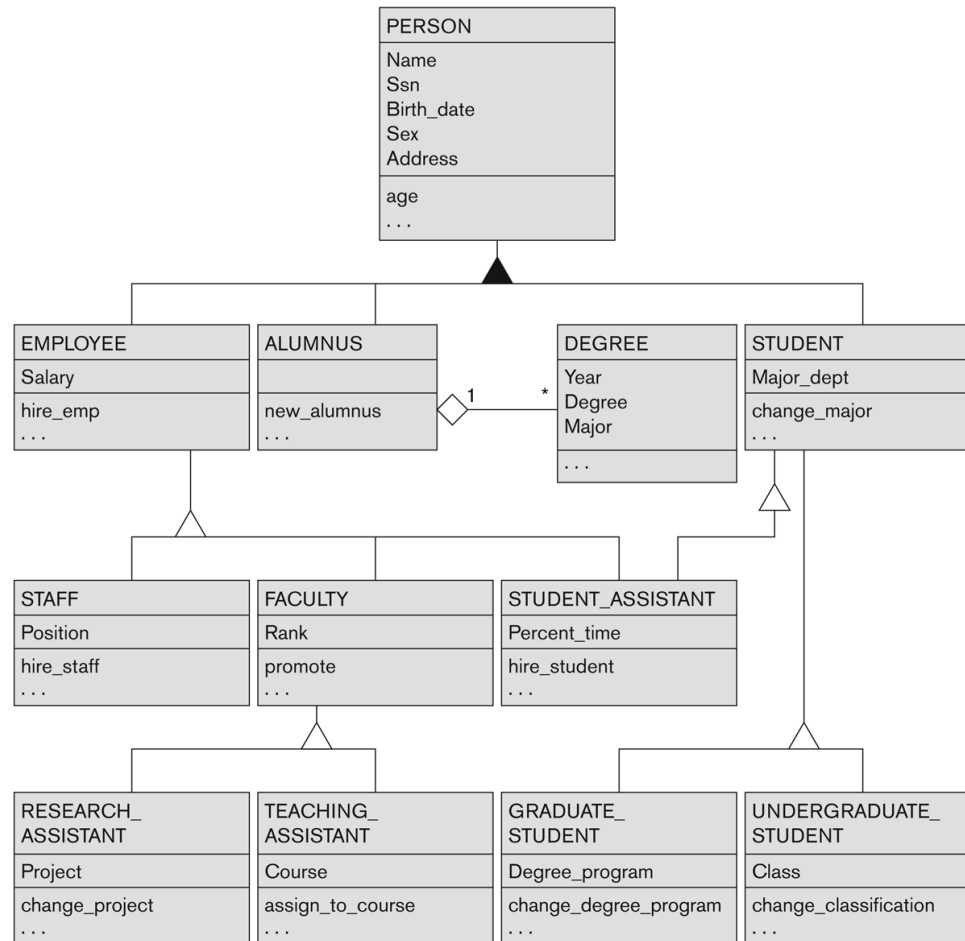 PERSON
Name
Ssn
Birth_date
Sex
Address
age
. . .
EMPLOYEE
Salary
hire_emp
. . .
ALUMNUS
new_alumnus
. . .
1
*
DEGREE
Year
Degree
Major
. . .
STUDENT
Major_dept
change_major
. . .
STAFF
Position
hire_staff
. . .
FACULTY
Rank
promote
. . .
STUDENT_ASSISTANT
Percent_time
hire_student
. . .
RESEARCH_
ASSISTANT
Project
change_project
. . .
TEACHING_
ASSISTANT
Course
assign_to_course
. . .
GRADUATE_
STUDENT
Degree_program
change_degree_program
. . .
UNDERGRADUATE_
STUDENT
Class
change_classification
. . .